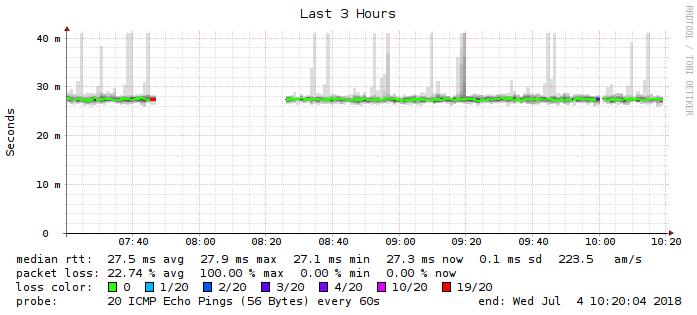 Last 3 Hours
RRDTOOL / TOBI OETIKER
Seconds
40 m
30 m
20 m
10 m
0
07:40 08:00 08:20 08:40 09:00 09:20 09:40 10:00 10:20
median rtt: 27.5 ms avg 27.9 ms max 27.1 ms min 27.3 ms now 0.1 ms sd 223.5 am/s
packet loss: 22.74 % avg 100.00 % max 0.00 % min 0.00 % now
loss color: 0 1/20 2/20 3/20 4/20 10/20 19/20
probe: 20 ICMP Echo Pings (56 Bytes) every 60s end: Wed Jul 4 10:20:04 2018